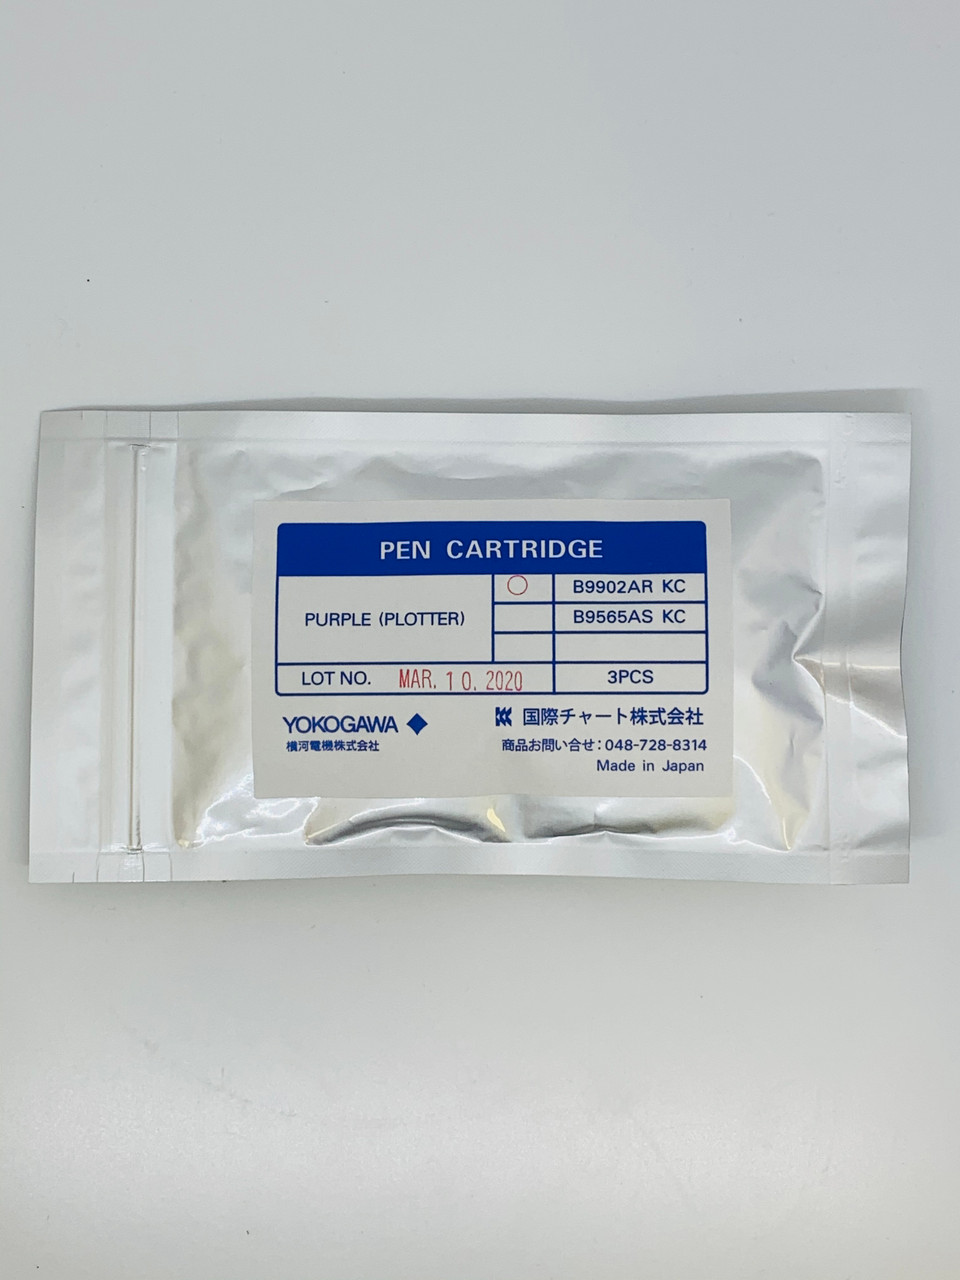 PEN CARTRIDGE
PURPLE (PLOTTER)
B9902AR KC
B9565AS KC
LOT NO. MAR. 10. 2020
3PCS
YOKOGAWA
横河電機株式会社
国際チャート株式会社
商品お問い合せ：048-728-8314
Made in Japan